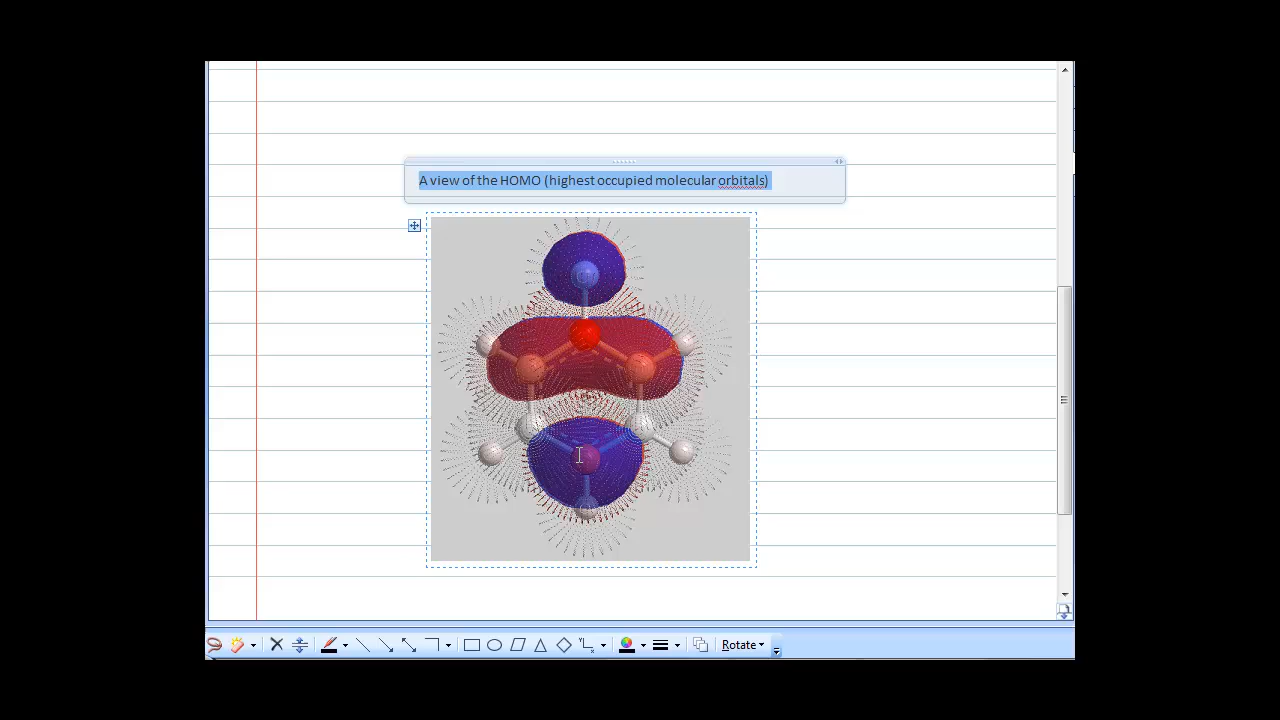 A view of the HOMO (highest occupied molecular orbitals)
Rotate